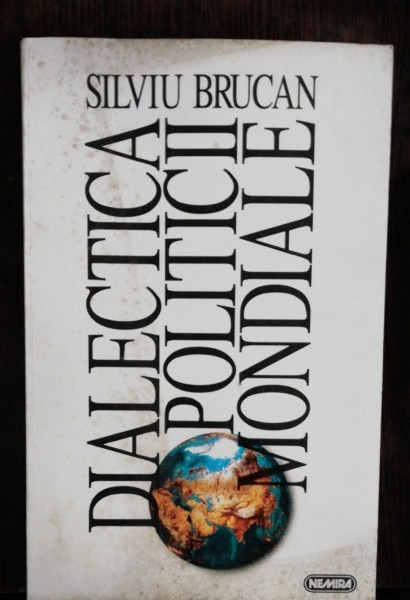 SILVIU BRUCAN
DIALECTICA
POLITICII
MONDIALE
NEMIRA